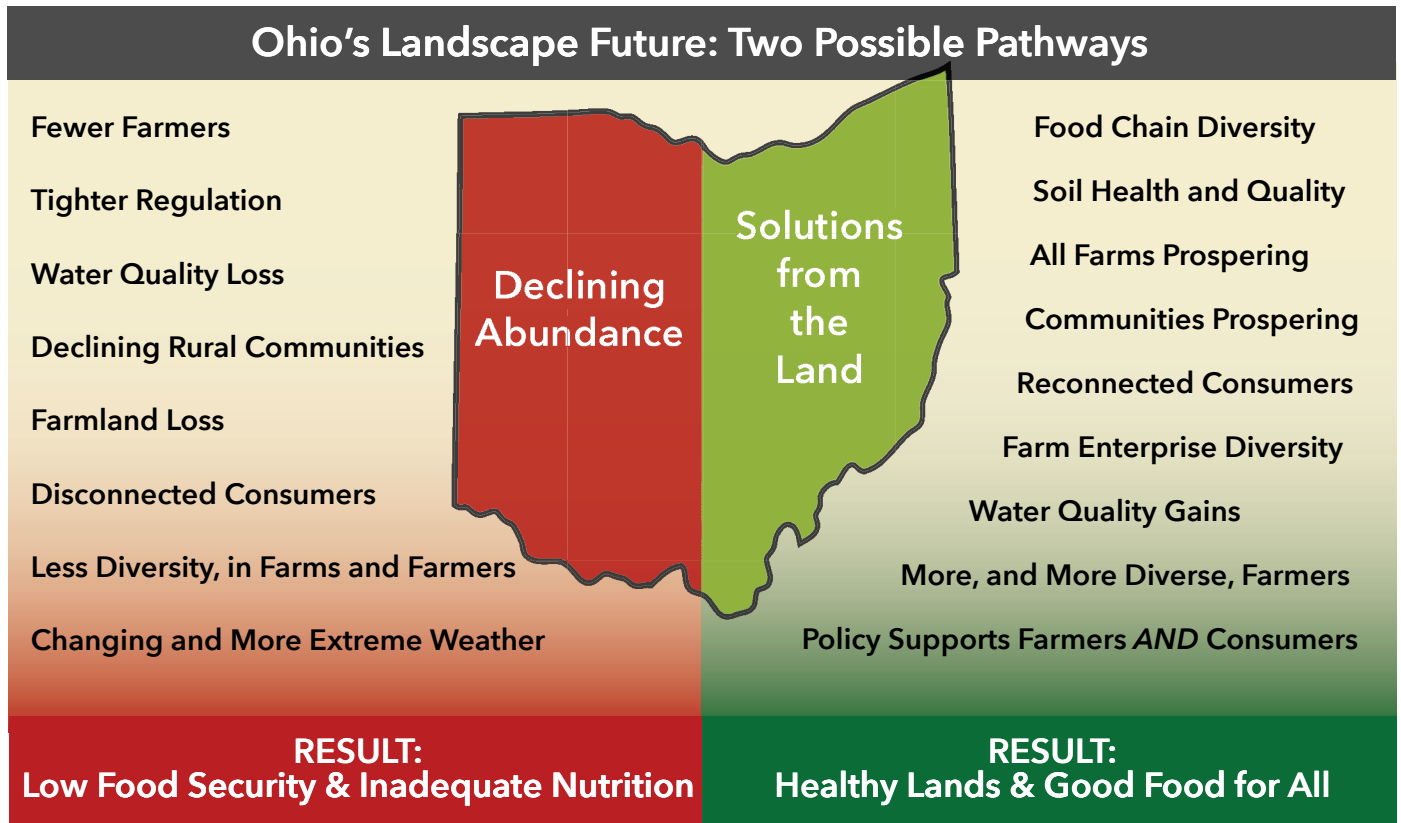 Ohio’s Landscape Future: Two Possible Pathways
Fewer Farmers
Tighter Regulation
Water Quality Loss
Declining Rural Communities
Farmland Loss
Disconnected Consumers
Less Diversity, in Farms and Farmers
Changing and More Extreme Weather
Declining
Abundance
Solutions
from
the
Land
Food Chain Diversity
Soil Health and Quality
All Farms Prospering
Communities Prospering
Reconnected Consumers
Farm Enterprise Diversity
Water Quality Gains
More, and More Diverse, Farmers
Policy Supports Farmers AND Consumers
RESULT:
Low Food Security & Inadequate Nutrition
RESULT:
Healthy Lands & Good Food for All